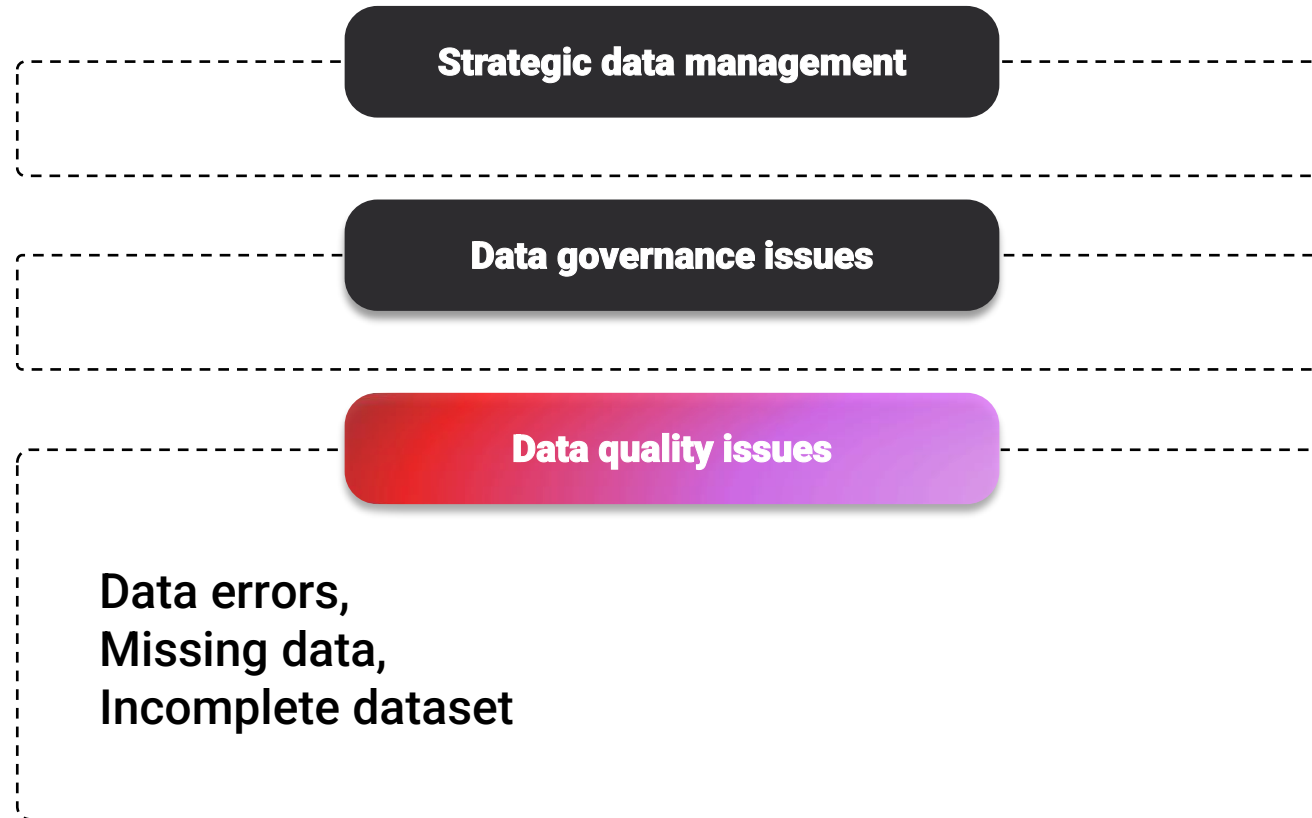 Strategic data management
Data governance issues
Data quality issues
Data errors,
Missing data,
Incomplete dataset